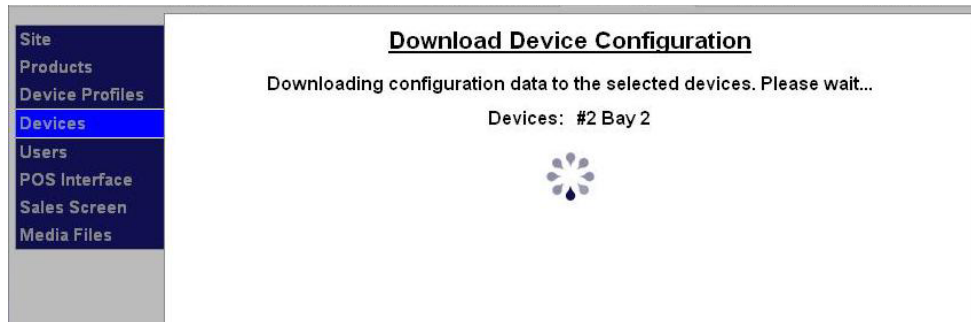 Site
Products
Device Profiles
Devices
Users
POS Interface
Sales Screen
Media Files
Download Device Configuration
Downloading configuration data to the selected devices. Please wait...
Devices: #2 Bay 2